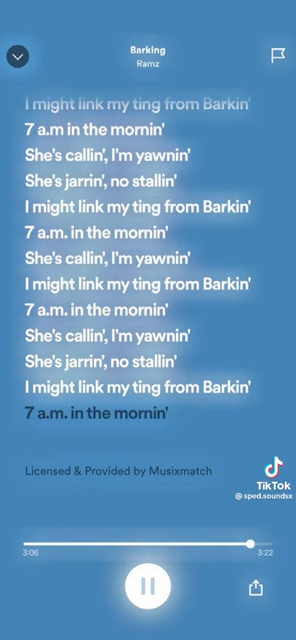 Barking
Ramz
I might link my ting from Barkin'
7 a.m in the mornin'
She's callin', I'm yawnin'
She's jarrin', no stallin'
I might link my ting from Barkin'
7 a.m. in the mornin'
She's callin', I'm yawnin'
I might link my ting from Barkin'
7 a.m. in the mornin'
She's callin', I'm yawnin'
She's jarrin', no stallin'
I might link my ting from Barkin'
7 a.m. in the mornin'
Licensed & Provided by Musixmatch
TikTok
@sped.soundsx
3:06
3:22